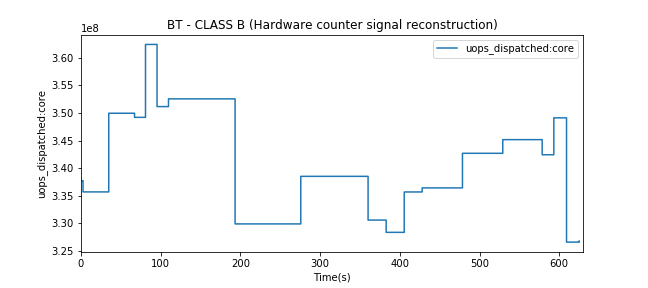 BT - CLASS B (Hardware counter signal reconstruction)
1e8
uops_dispatched:core
3.60
3.55
3.50
3.45
3.40
3.35
3.30
3.25
uops_dispatched:core
0 100 200 300 400 500 600
Time(s)